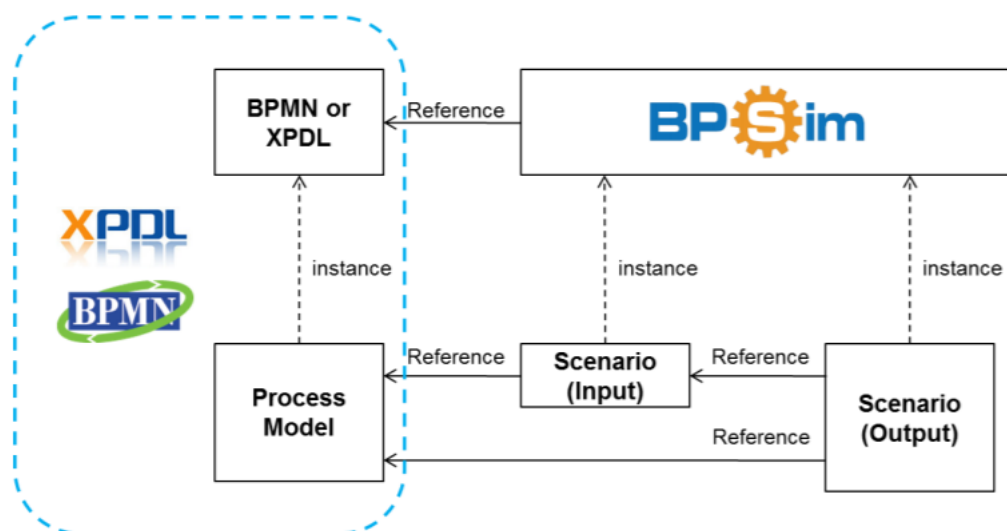 BPMN or
XPDL
Reference
BPSim
XPDL
BPMN
instance
instance
instance
Process
Model
Reference
Scenario
(Input)
Reference
Reference
Scenario
(Output)